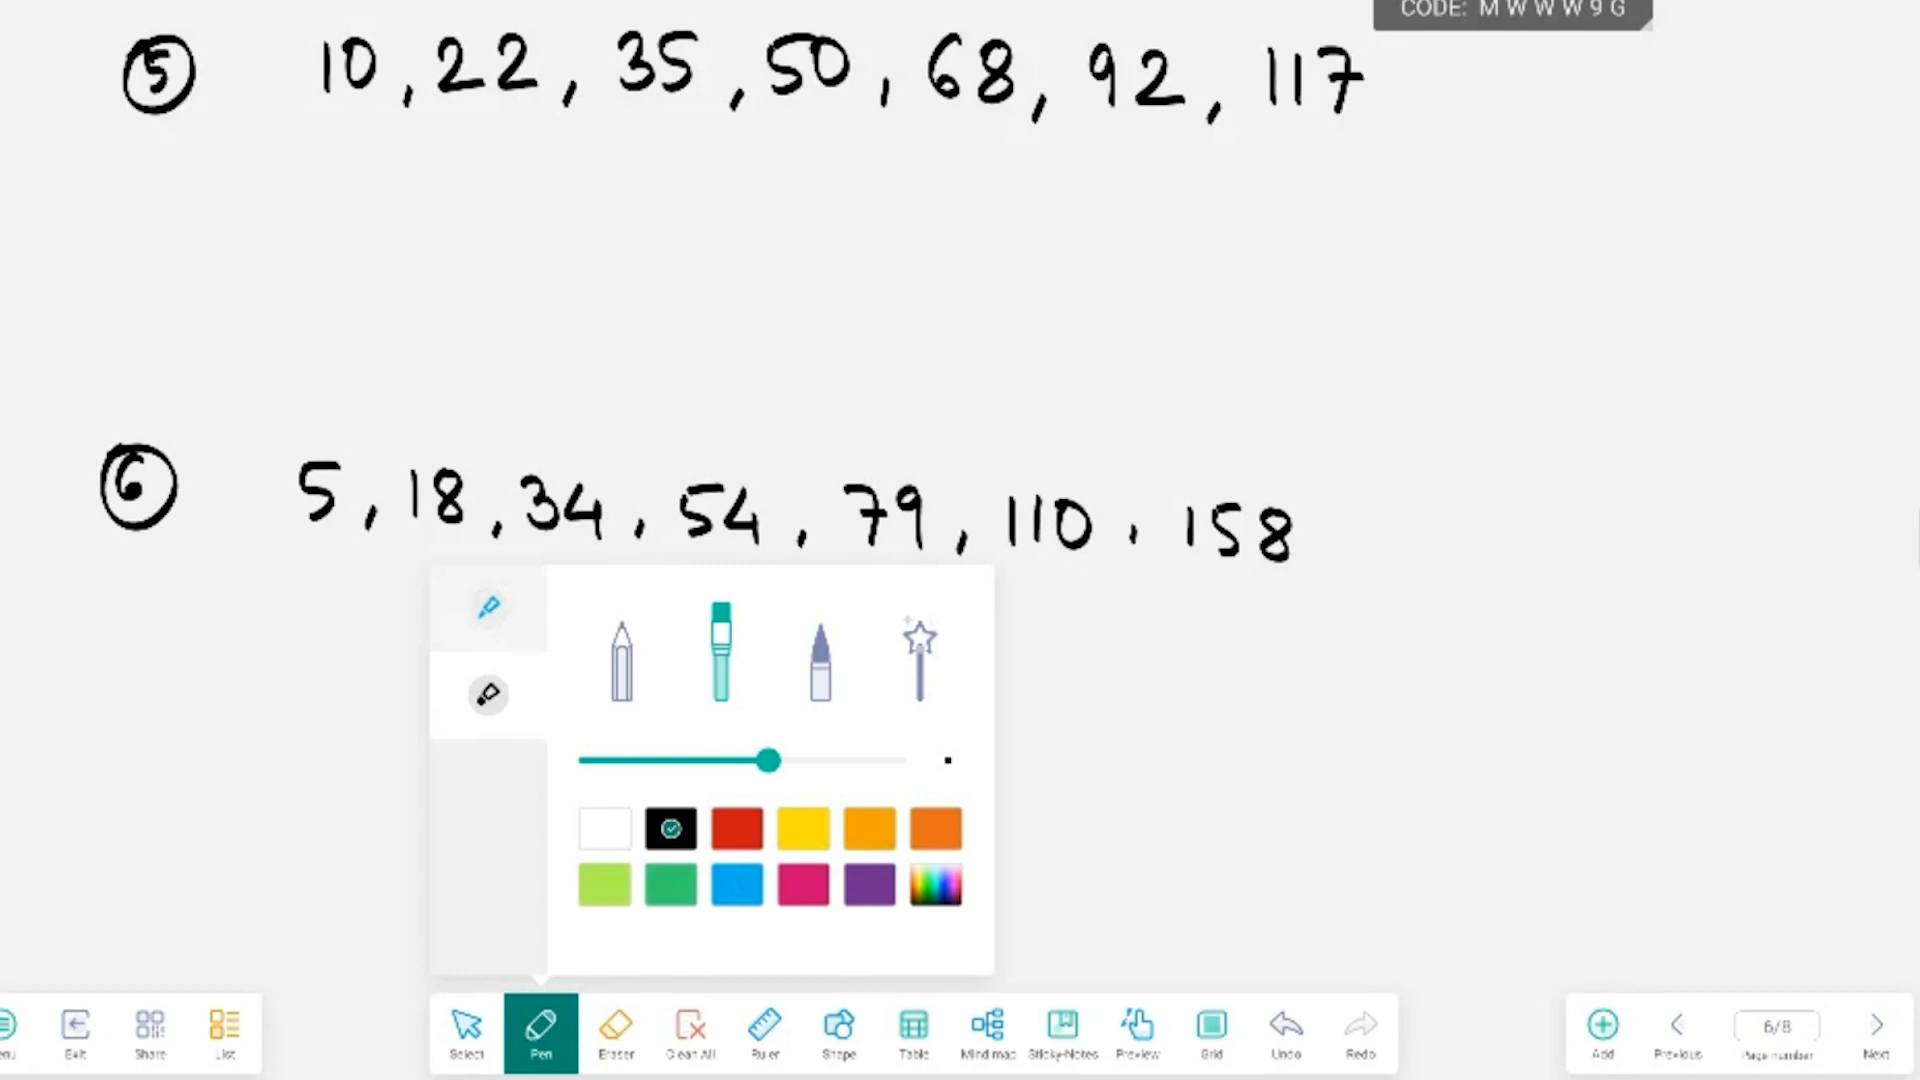 CODE: MWWW9G
⑤ 10, 22, 35, 50, 68, 92, 117
⑥ 5, 18, 34, 54, 79, 110, 158
Exit Share List Select Pen Eraser Clean All Ruler Shape Table Mind map Sticky-Notes Preview Grid Undo Redo Add Previous 6/8 Page number Next